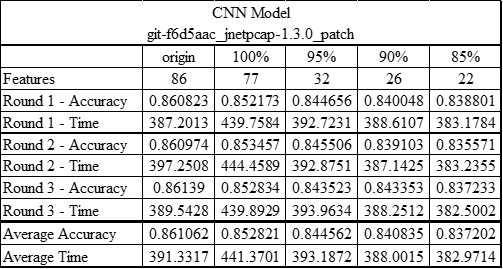 CNN Model
git-f6d5aac_jnetpcap-1.3.0_patch
origin 100% 95% 90% 85%
Features 86 77 32 26 22
Round 1 - Accuracy 0.860823 0.852173 0.844656 0.840048 0.838801
Round 1 - Time 387.2013 439.7584 392.7231 388.6107 383.1784
Round 2 - Accuracy 0.860974 0.853457 0.845506 0.839103 0.835571
Round 2 - Time 397.2508 444.4589 392.8751 387.1425 383.2355
Round 3 - Accuracy 0.86139 0.852834 0.843523 0.843353 0.837233
Round 3 - Time 389.5428 439.8929 393.9634 388.2512 382.5002
Average Accuracy 0.861062 0.852821 0.844562 0.840835 0.837202
Average Time 391.3317 441.3701 393.1872 388.0015 382.9714